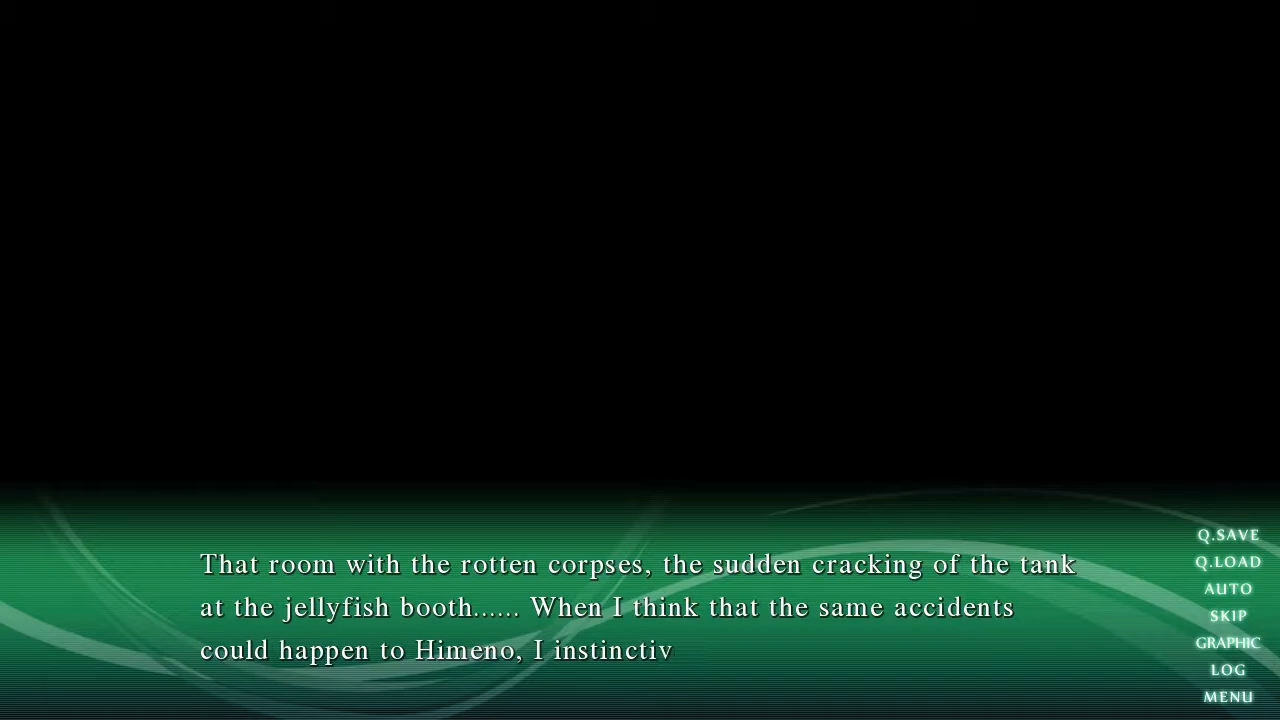 That room with the rotten corpses, the sudden cracking of the tank
at the jellyfish booth...... When I think that the same accidents
could happen to Himeno, I instinctiv
Q.SAVE
Q.LOAD
AUTO
SKIP
GRAPHIC
LOG
MENU